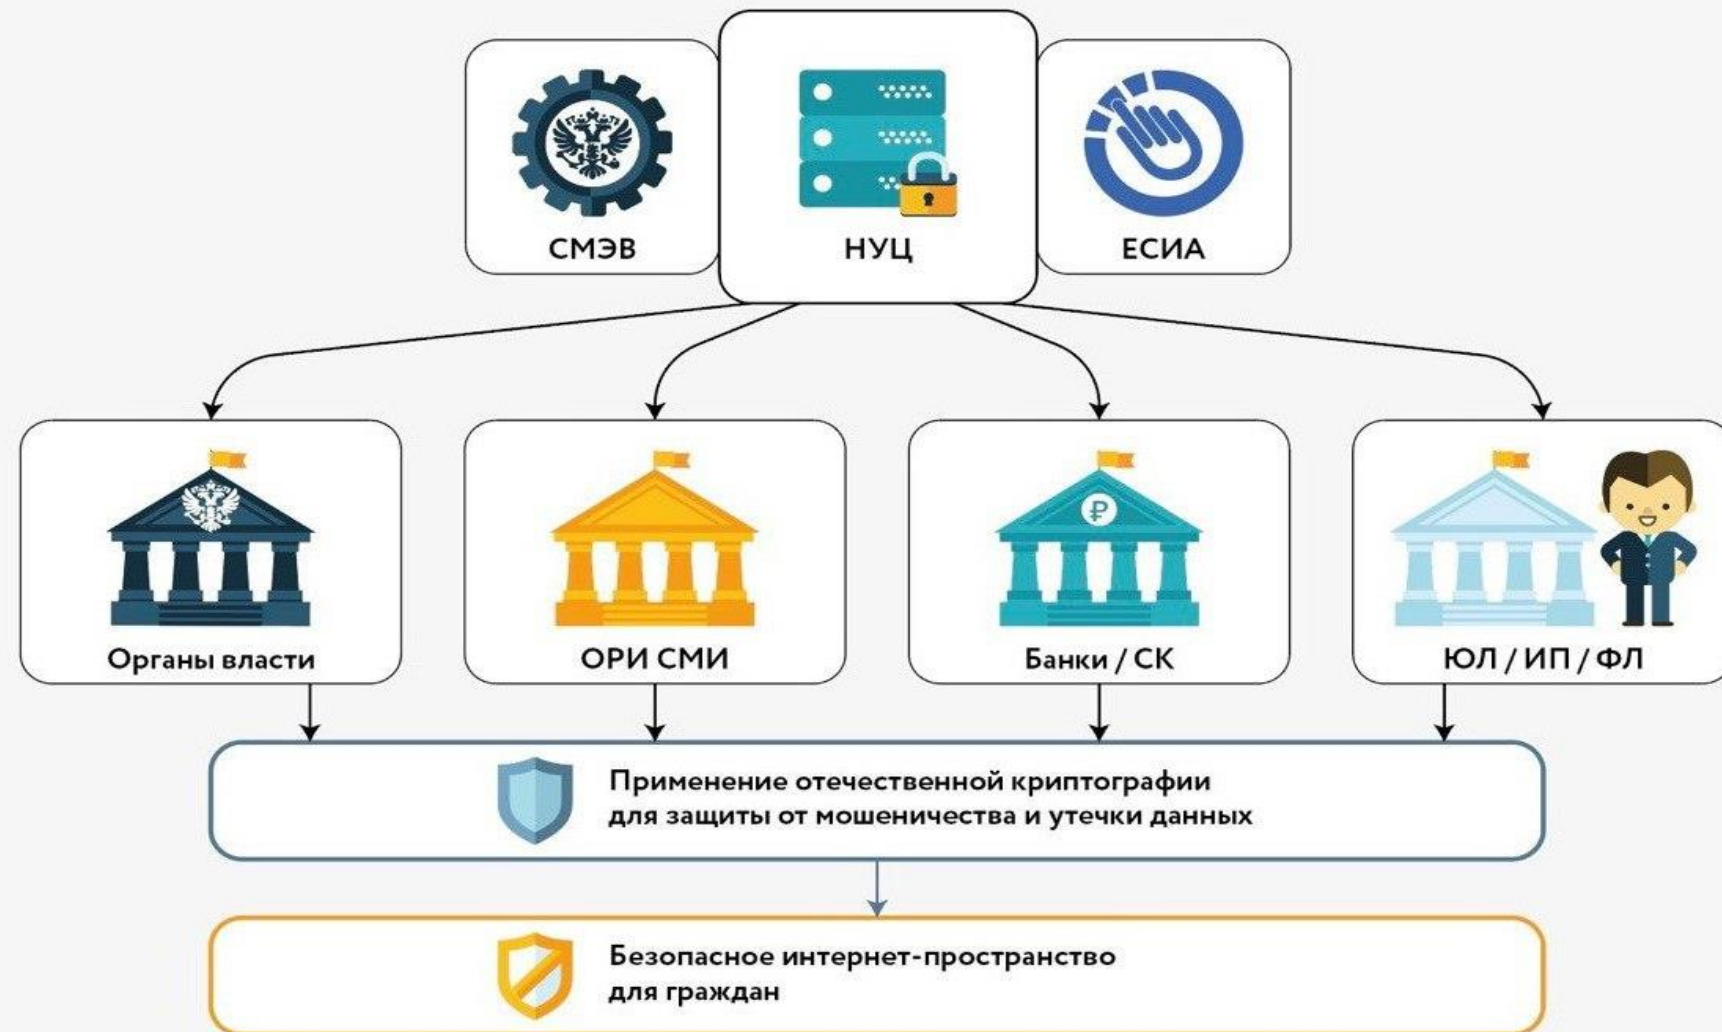 СМЭВ
НУЦ
ЕСИА
Органы власти
ОРИ СМИ
₽
Банки / СК
ЮЛ / ИП / ФЛ
Применение отечественной криптографии
для защиты от мошеничества и утечки данных
Безопасное интернет-пространство
для граждан